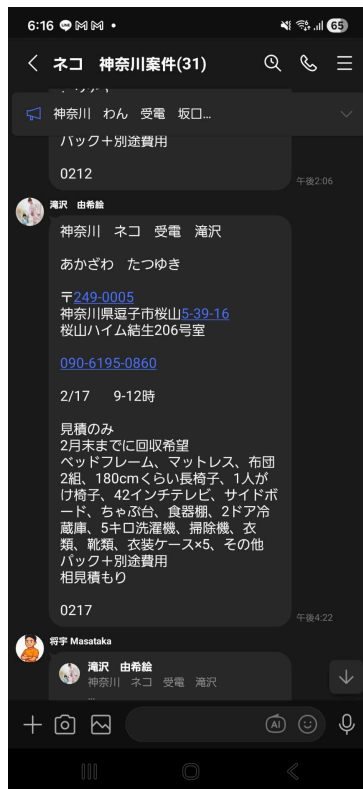 6:16
65
ネコ 神奈川案件(31)
神奈川 わん 受電 坂口...
パック+別途費用
0212
午後2:06
滝沢 由希絵
神奈川 ネコ 受電 滝沢
あかざわ たつゆき
〒249-0005
神奈川県逗子市桜山5-39-16
桜山ハイム結生206号室
090-6195-0860
2/17 9-12時
見積のみ
2月末までに回収希望
ベッドフレーム、マットレス、布団
2組、180cmくらい長椅子、1人が
け椅子、42インチテレビ、サイドボ
ード、ちゃぶ台、食器棚、2ドア冷
蔵庫、5キロ洗濯機、掃除機、衣
類、靴類、衣装ケース×5、その他
パック+別途費用
相見積もり
0217
午後4:22
将宇 Masataka
滝沢 由希絵
神奈川 ネコ 受電 滝沢
...
AI